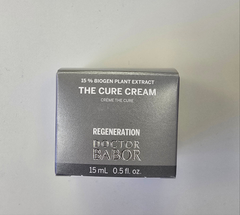 15 % BIOGEN PLANT EXTRACT
THE CURE CREAM
CRÈME THE CURE
REGENERATION
DOCTOR
BABOR
15 mL 0.5 fl. oz.